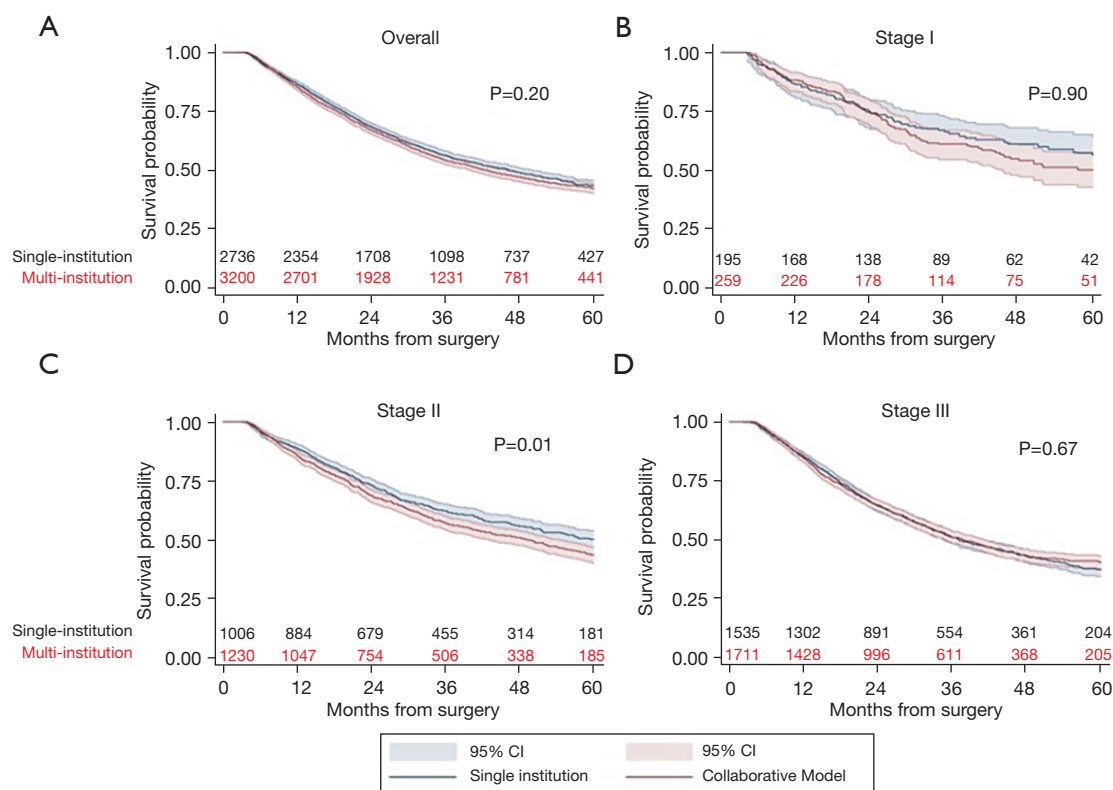 A
Overall
1.00
0.75
0.50
0.25
0.00
Survival probability
P=0.20
Single-institution 2736 2354 1708 1098 737 427
Multi-institution 3200 2701 1928 1231 781 441
0 12 24 36 48 60
Months from surgery
B
Stage I
1.00
0.75
0.50
0.25
0.00
Survival probability
P=0.90
195 168 138 89 62 42
259 226 178 114 75 51
0 12 24 36 48 60
Months from surgery
C
Stage II
1.00
0.75
0.50
0.25
0.00
Survival probability
P=0.01
Single-institution 1006 884 679 455 314 181
Multi-institution 1230 1047 754 506 338 185
0 12 24 36 48 60
Months from surgery
D
Stage III
1.00
0.75
0.50
0.25
0.00
Survival probability
P=0.67
1535 1302 891 554 361 204
1711 1428 996 611 368 205
0 12 24 36 48 60
Months from surgery
95% CI 95% CI
Single institution Collaborative Model